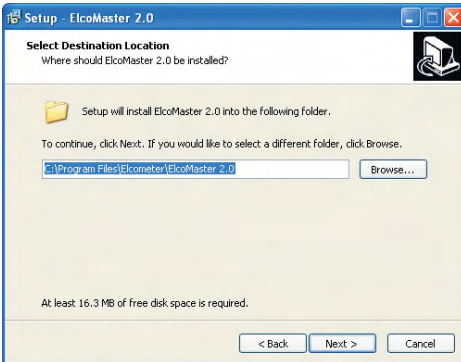 Setup - ElcoMaster 2.0
Select Destination Location
Where should ElcoMaster 2.0 be installed?
Setup will install ElcoMaster 2.0 into the following folder.
To continue, click Next. If you would like to select a different folder, click Browse.
C:\Program Files\Elcometer\ElcoMaster 2.0
Browse...
At least 16.3 MB of free disk space is required.
< Back
Next >
Cancel